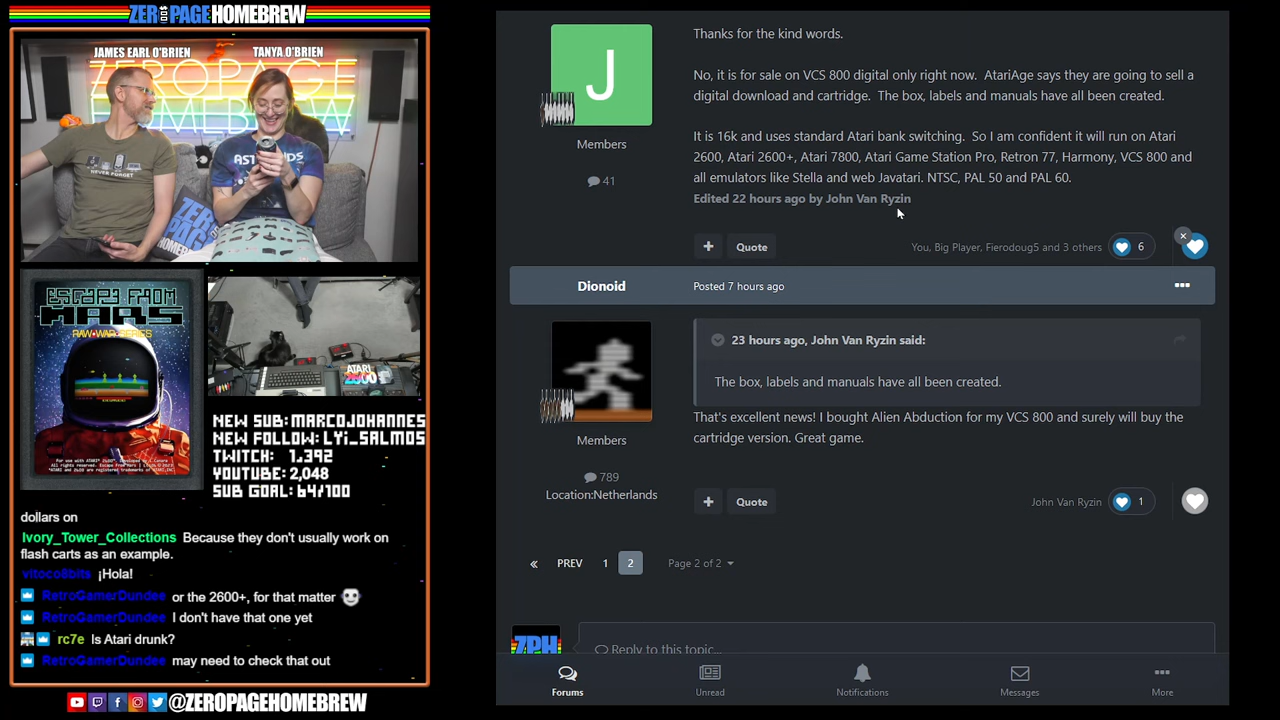 ZEROPAGEHOMEBREW
JAMES EARL O'BRIEN
TANYA O'BRIEN
ZEROPAGE
HOMEBREW
NEVER FORGET
ESCAPE FROM
MARS
RAW WAR SERIES
ATARI
2600
NEW SUB: MARCOJOHANNES
NEW FOLLOW: LYI_SALMOS
TWITCH: 1,392
YOUTUBE: 2,048
SUB GOAL: 64/100
dollars on
Ivory_Tower_Collections Because they don't usually work on
flash carts as an example.
vitoco8bits ¡Hola!
RetroGamerDundee or the 2600+, for that matter
RetroGamerDundee I don't have that one yet
rc7e Is Atari drunk?
RetroGamerDundee may need to check that out
@ZEROPAGEHOMEBREW
J
Members
41
Thanks for the kind words.
No, it is for sale on VCS 800 digital only right now. AtariAge says they are going to sell a
digital download and cartridge. The box, labels and manuals have all been created.
It is 16k and uses standard Atari bank switching. So I am confident it will run on Atari
2600, Atari 2600+, Atari 7800, Atari Game Station Pro, Retron 77, Harmony, VCS 800 and
all emulators like Stella and web Javatari. NTSC, PAL 50 and PAL 60.
Edited 22 hours ago by John Van Ryzin
+ Quote
You, Big Player, Fierodoug5 and 3 others 6
Dionoid
Posted 7 hours ago
Members
789
Location:Netherlands
23 hours ago, John Van Ryzin said:
The box, labels and manuals have all been created.
That's excellent news! I bought Alien Abduction for my VCS 800 and surely will buy the
cartridge version. Great game.
+ Quote
John Van Ryzin 1
« PREV 1 2 Page 2 of 2
ZPH
Reply to this topic...
Forums
Unread
Notifications
Messages
More